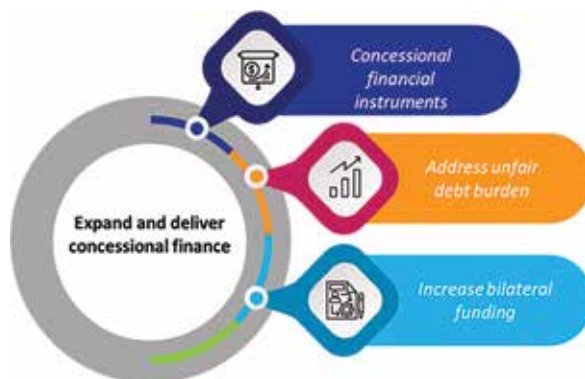 Concessional
financial
instruments
Address unfair
debt burden
Expand and deliver
concessional finance
Increase bilateral
funding